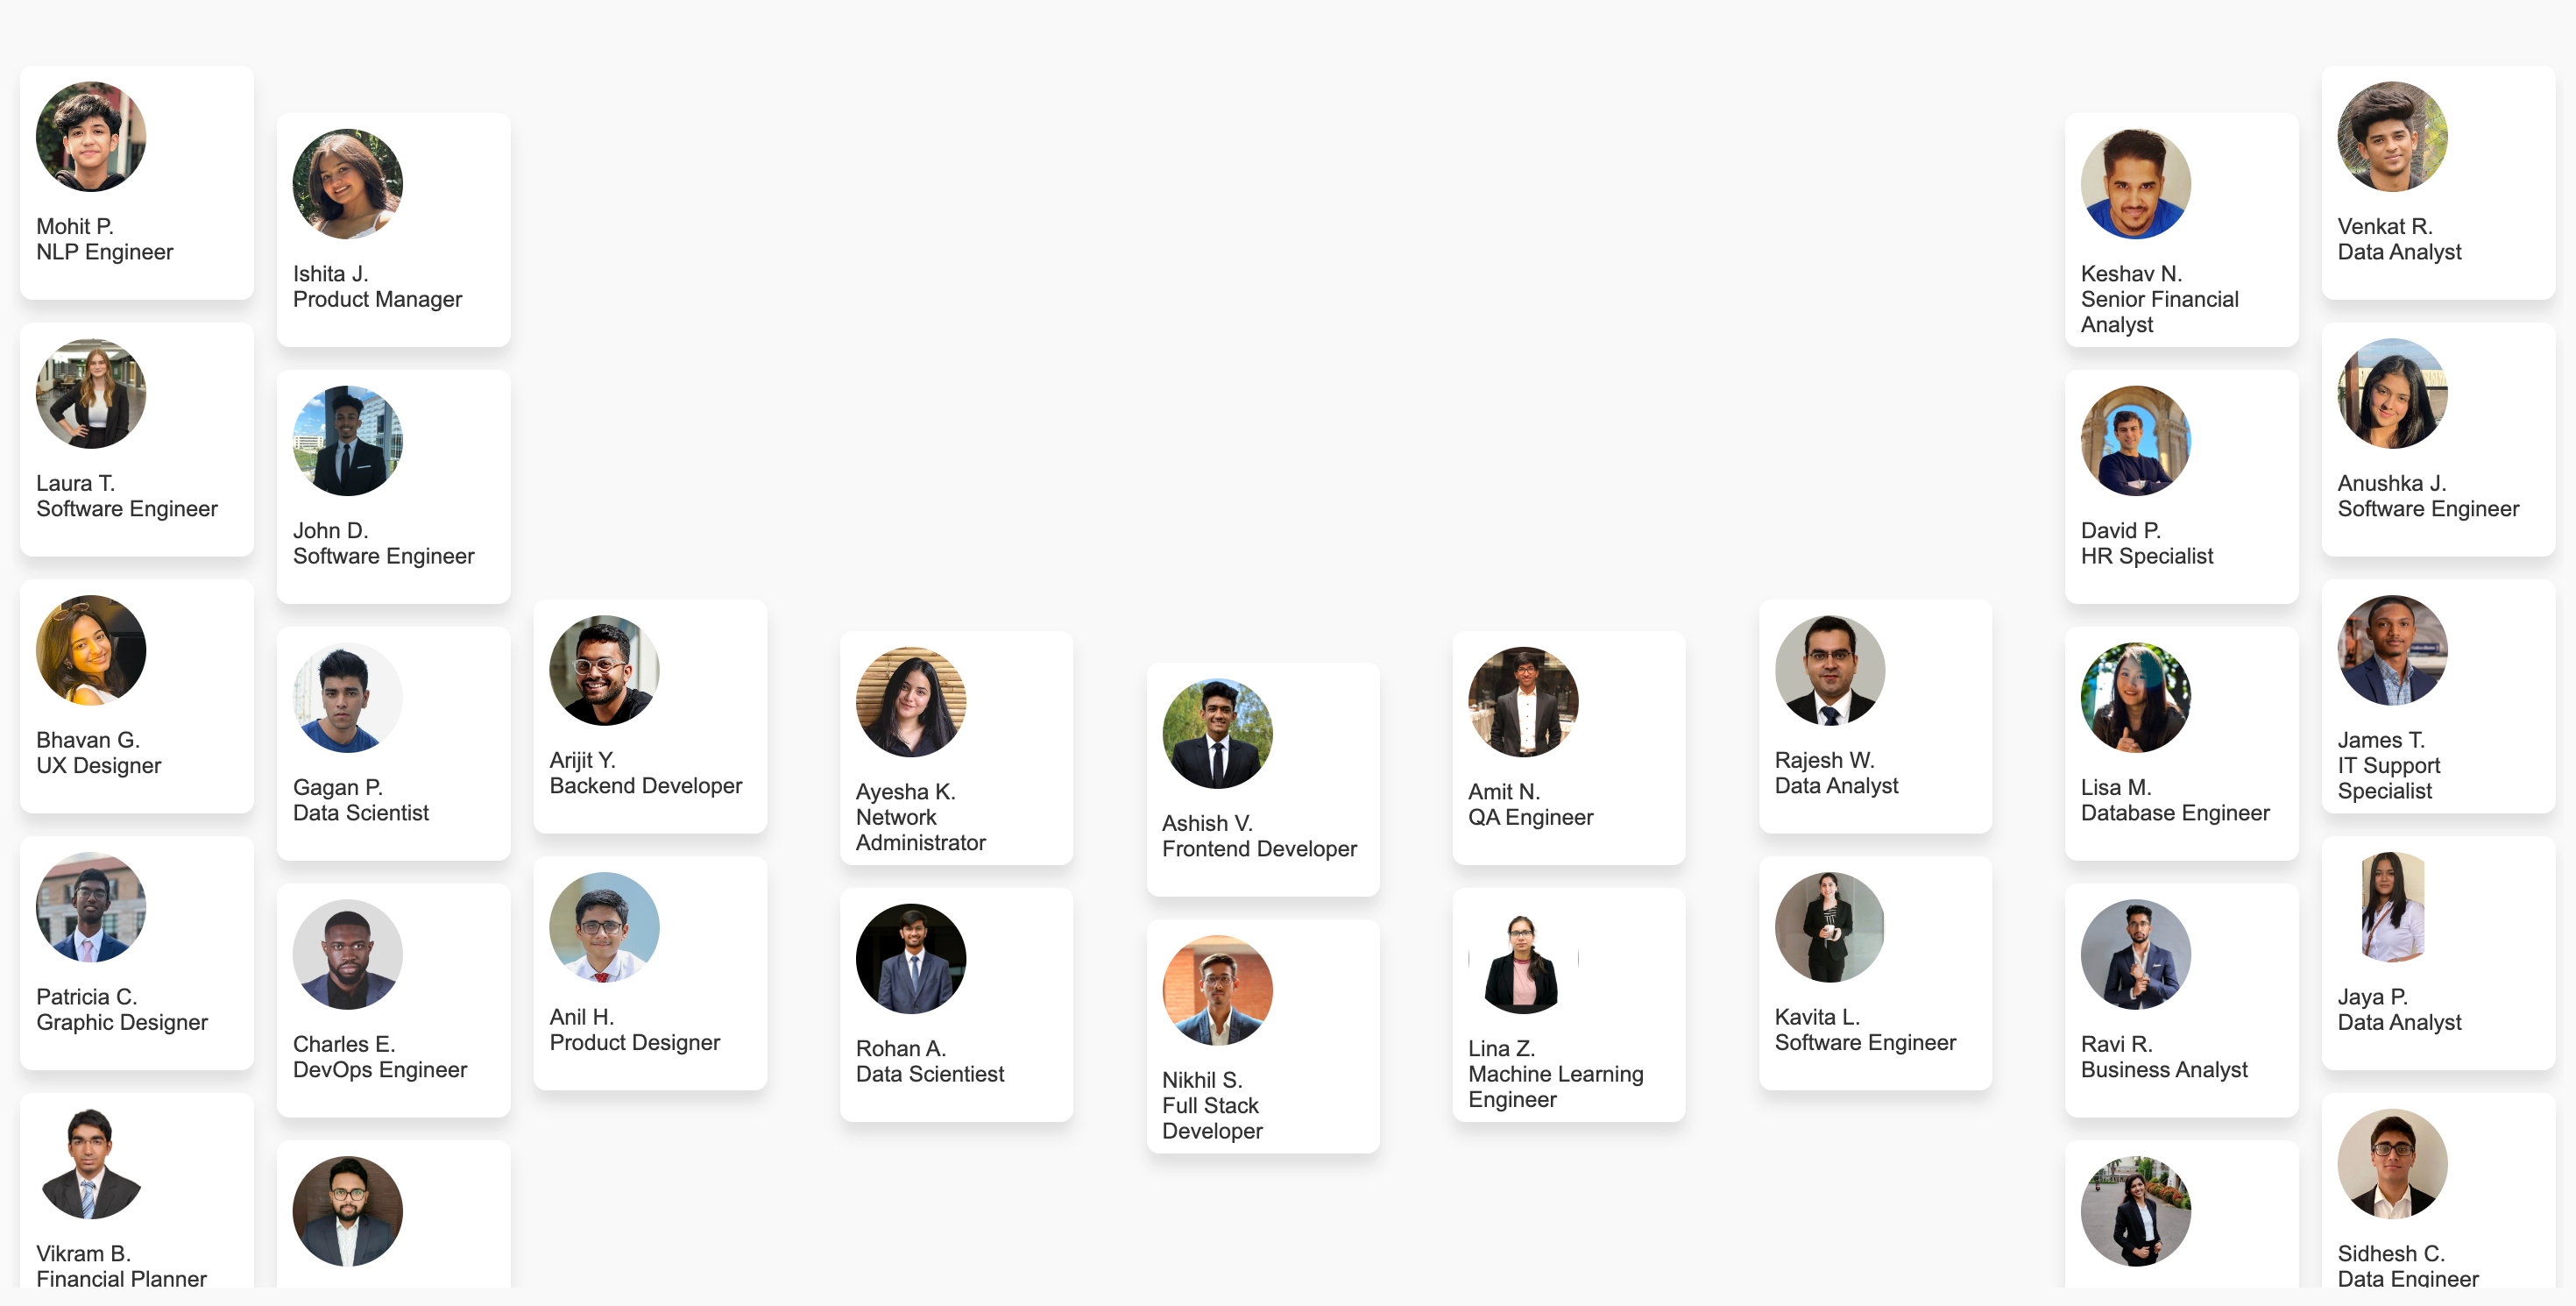 Mohit P.
NLP Engineer
Laura T.
Software Engineer
Bhavan G.
UX Designer
Patricia C.
Graphic Designer
Vikram B.
Financial Planner
Ishita J.
Product Manager
John D.
Software Engineer
Gagan P.
Data Scientist
Charles E.
DevOps Engineer
Arijit Y.
Backend Developer
Anil H.
Product Designer
Ayesha K.
Network
Administrator
Rohan A.
Data Scientiest
Ashish V.
Frontend Developer
Nikhil S.
Full Stack
Developer
Amit N.
QA Engineer
Lina Z.
Machine Learning
Engineer
Rajesh W.
Data Analyst
Kavita L.
Software Engineer
Keshav N.
Senior Financial
Analyst
David P.
HR Specialist
Lisa M.
Database Engineer
Ravi R.
Business Analyst
Venkat R.
Data Analyst
Anushka J.
Software Engineer
James T.
IT Support
Specialist
Jaya P.
Data Analyst
Sidhesh C.
Data Engineer